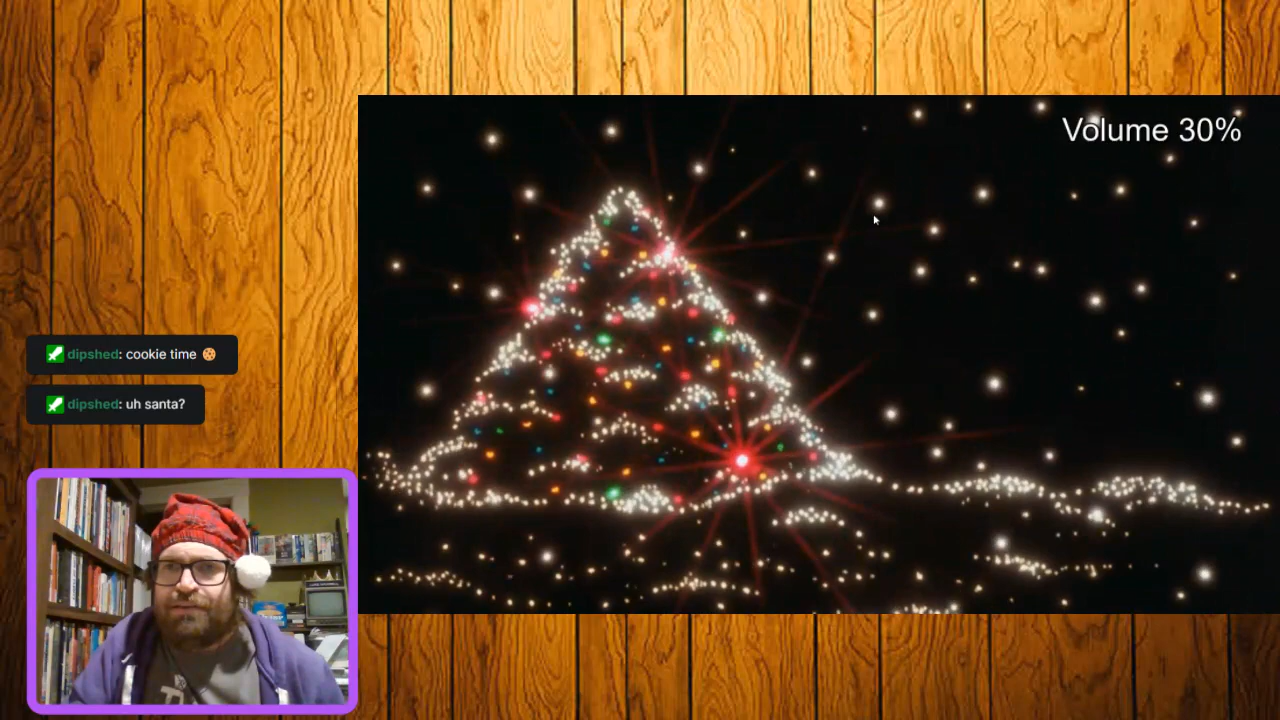 Volume 30%
dipshed: cookie time 🍪
dipshed: uh santa?